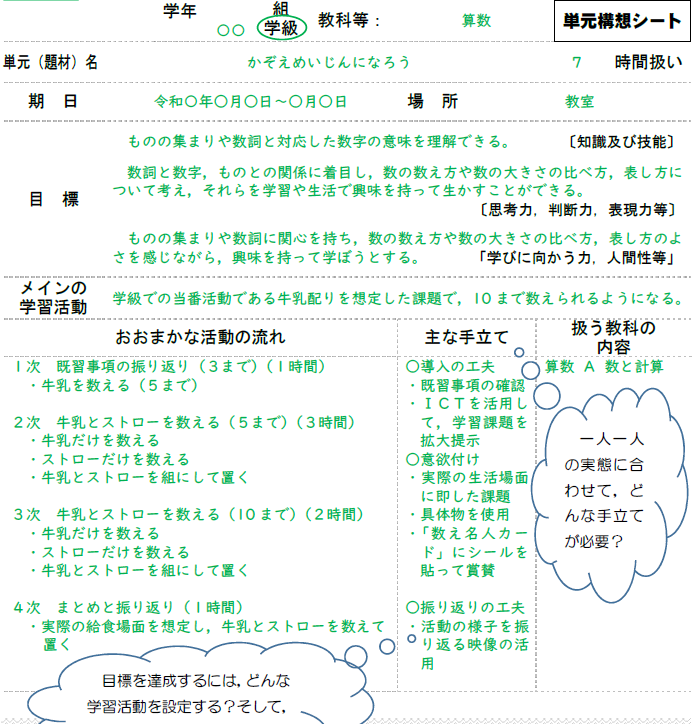 学年 組
○○ 学級 教科等： 算数 単元構想シート
単元（題材）名 かぞえめいじんになろう 7 時間扱い
期 日 令和○年○月○日～○月○日 場 所 教室
目 標
ものの集まりや数詞と対応した数字の意味を理解できる。 〔知識及び技能〕
数詞と数字，ものとの関係に着目し，数の数え方や数の大きさの比べ方，表し方に
ついて考え，それらを学習や生活で興味を持って生かすことができる。
〔思考力，判断力，表現力等〕
ものの集まりや数詞に関心を持ち，数の数え方や数の大きさの比べ方，表し方のよ
さを感じながら，興味を持って学ぼうとする。 「学びに向かう力，人間性等」
メインの
学習活動
学級での当番活動である牛乳配りを想定した課題で，10まで数えられるようになる。
おおまかな活動の流れ
１次 既習事項の振り返り（３まで）（１時間）
・牛乳を数える（５まで）
２次 牛乳とストローを数える（５まで）（３時間）
・牛乳だけを数える
・ストローだけを数える
・牛乳とストローを組にして置く
３次 牛乳とストローを数える（10まで）（２時間）
・牛乳だけを数える
・ストローだけを数える
・牛乳とストローを組にして置く
４次 まとめと振り返り（１時間）
・実際の給食場面を想定し，牛乳とストローを数えて
置く
主な手立て
○導入の工夫
・既習事項の確認
・ＩＣＴを活用し
て，学習課題を
拡大提示
○意欲付け
・実際の生活場面
に即した課題
・具体物を使用
・「数え名人カー
ド」にシールを
貼って賞賛
○振り返りの工夫
・活動の様子を振
り返る映像の活
用
扱う教科の
内容
算数 Ａ 数と計算
一人一人
の実態に合
わせて，ど
んな手立て
が必要？
目標を達成するには，どんな
学習活動を設定する？そして，